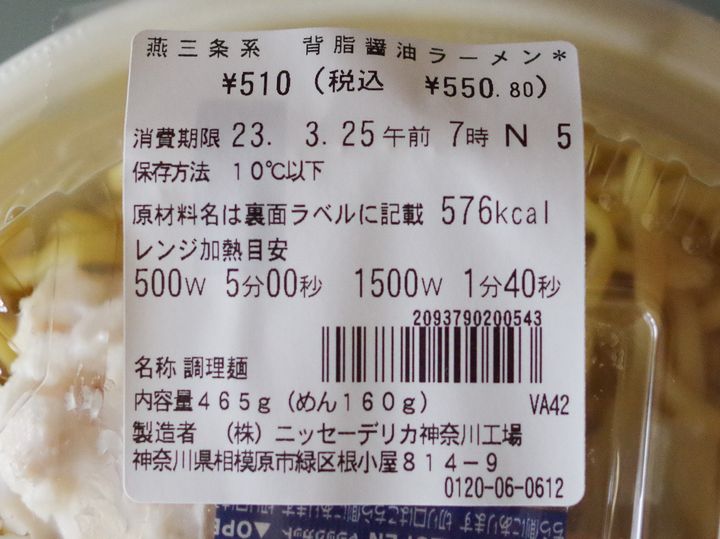 燕三条系 背脂醤油ラーメン*
¥510(税込 ¥550.80)
消費期限 23. 3.25午前 7時 N 5
保存方法 10℃以下
原材料名は裏面ラベルに記載 576kcal
レンジ加熱目安
500W 5分00秒 1500W 1分40秒
2093790200543
名称 調理麺
内容量465g(めん160g) VA42
製造者 (株)ニッセーデリカ神奈川工場
神奈川県相模原市緑区根小屋814-9
0120-06-0612